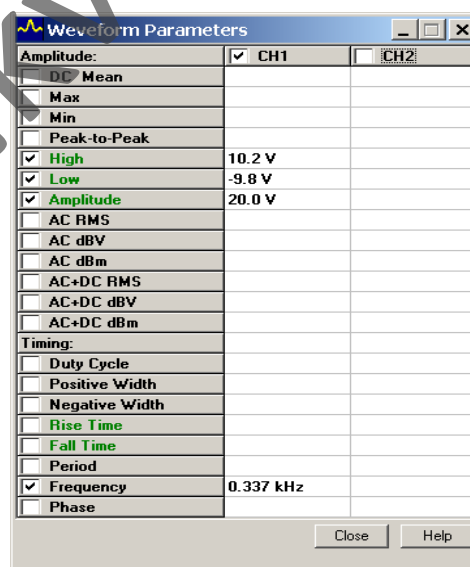 Weveform Parameters
Amplitude: CH1 CH2
DC Mean
Max
Min
Peak-to-Peak
High 10.2 V
Low -9.8 V
Amplitude 20.0 V
AC RMS
AC dBV
AC dBm
AC+DC RMS
AC+DC dBV
AC+DC dBm
Timing:
Duty Cycle
Positive Width
Negative Width
Rise Time
Fall Time
Period
Frequency 0.337 kHz
Phase
Close Help